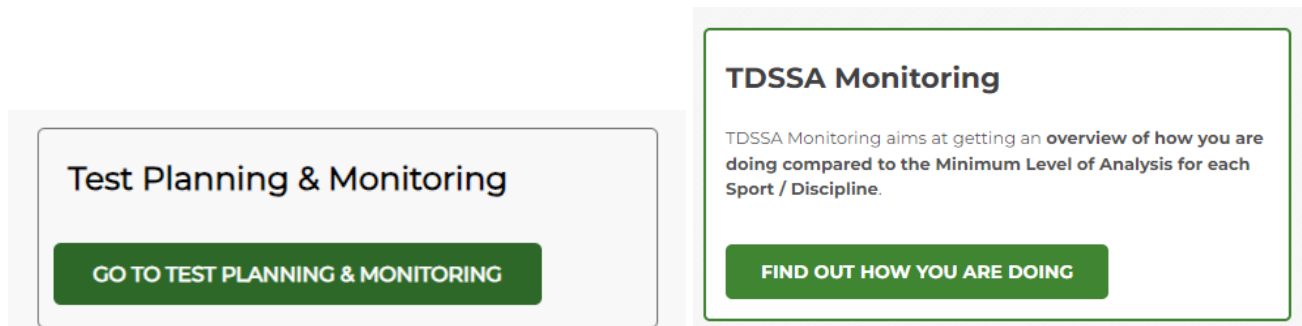 Test Planning & Monitoring
GO TO TEST PLANNING & MONITORING
TDSSA Monitoring
TDSSA Monitoring aims at getting an overview of how you are
doing compared to the Minimum Level of Analysis for each
Sport / Discipline.
FIND OUT HOW YOU ARE DOING